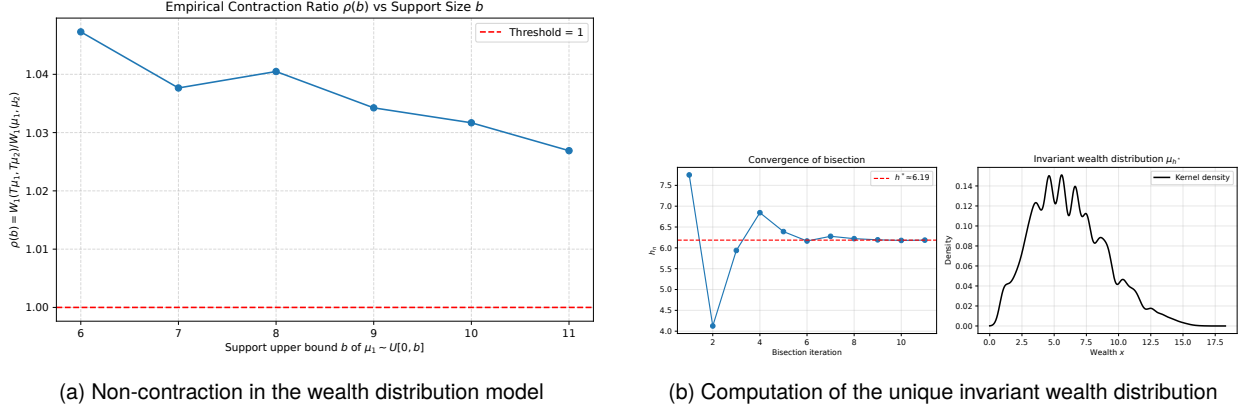 Empirical Contraction Ratio ρ(b) vs Support Size b
Threshold = 1
ρ(b) = W₁(Tμ₁, Tμ₂)/W₁(μ₁, μ₂)
1.04
1.03
1.02
1.01
1.00
6 7 8 9 10 11
Support upper bound b of μ₁ ~ U[0, b]
(a) Non-contraction in the wealth distribution model
Convergence of bisection
h*≈6.19
hₙ
7.5
7.0
6.5
6.0
5.5
5.0
4.5
4.0
2 4 6 8 10
Bisection iteration
Invariant wealth distribution μₕ*
Kernel density
Density
0.14
0.12
0.10
0.08
0.06
0.04
0.02
0.00
0.0 2.5 5.0 7.5 10.0 12.5 15.0 17.5
Wealth x
(b) Computation of the unique invariant wealth distribution